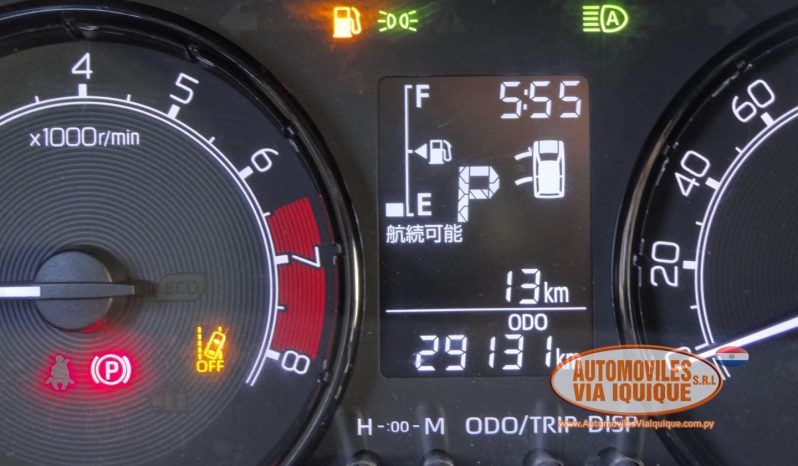 4
5
6
7
8
x1000r/min
ECO
P
OFF
A
F
5:55
E
P
航続可能
13km
ODO
29131km
60
40
20
0
AUTOMOVILES
VIA IQUIQUE S.R.L
www.AutomovilesViaIquique.com.py
H -:00- M ODO/TRIP DISP